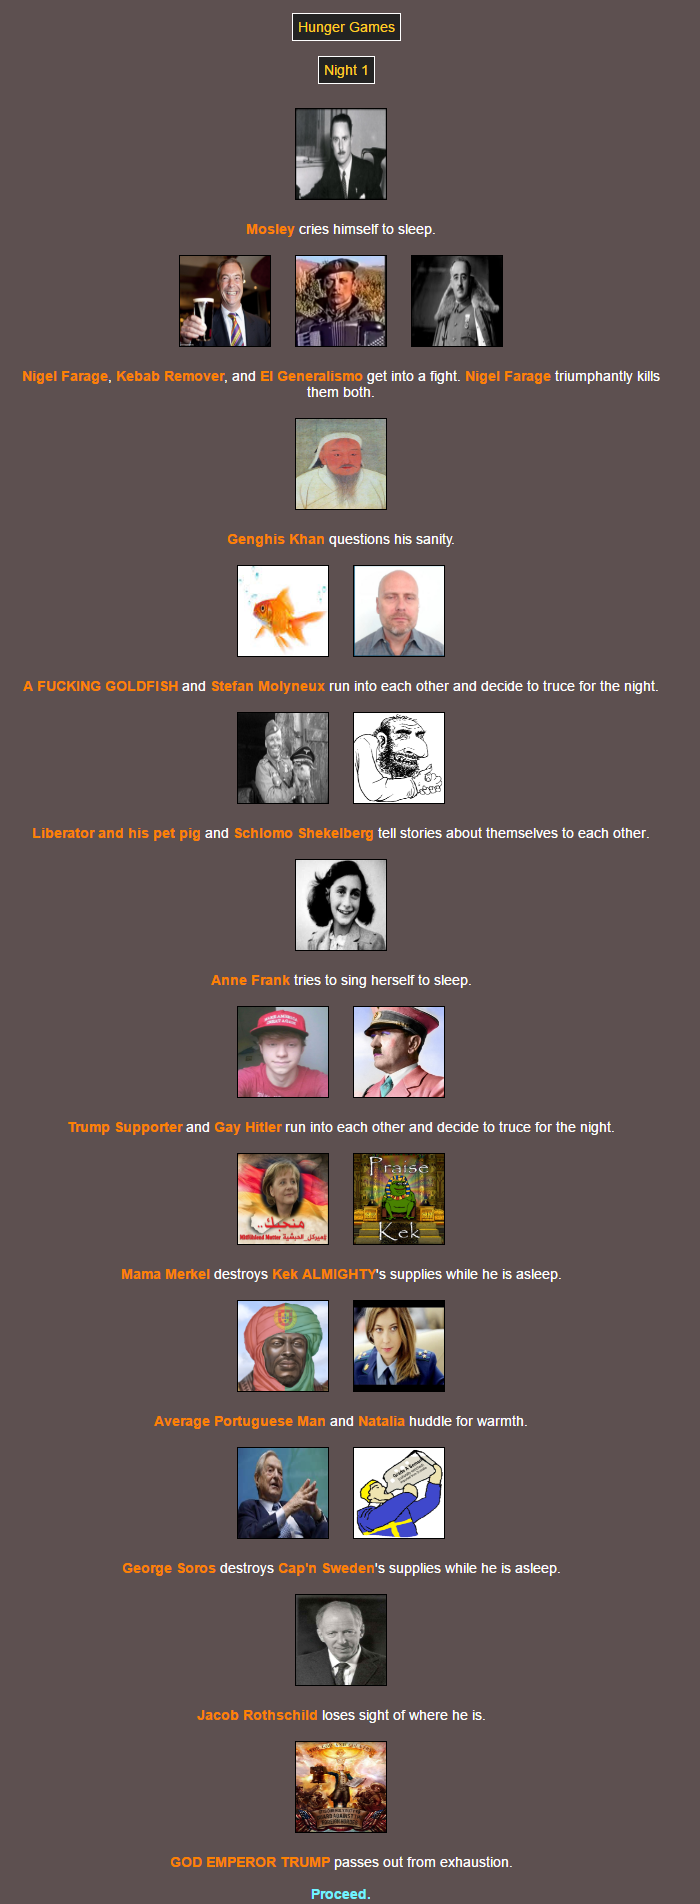 Hunger Games
Night 1
Mosley cries himself to sleep.
Nigel Farage, Kebab Remover, and El Generalismo get into a fight. Nigel Farage triumphantly kills
them both.
Genghis Khan questions his sanity.
A FUCKING GOLDFISH and Stefan Molyneux run into each other and decide to truce for the night.
Liberator and his pet pig and Schlomo Shekelberg tell stories about themselves to each other.
Anne Frank tries to sing herself to sleep.
MAKE AMERICA
GREAT AGAIN
Trump Supporter and Gay Hitler run into each other and decide to truce for the night.
Praise
Kek
Mama Merkel destroys Kek ALMIGHTY's supplies while he is asleep.
Average Portuguese Man and Natalia huddle for warmth.
Grade A Semen
George Soros destroys Cap'n Sweden's supplies while he is asleep.
Jacob Rothschild loses sight of where he is.
GOD EMPEROR TRUMP passes out from exhaustion.
Proceed.